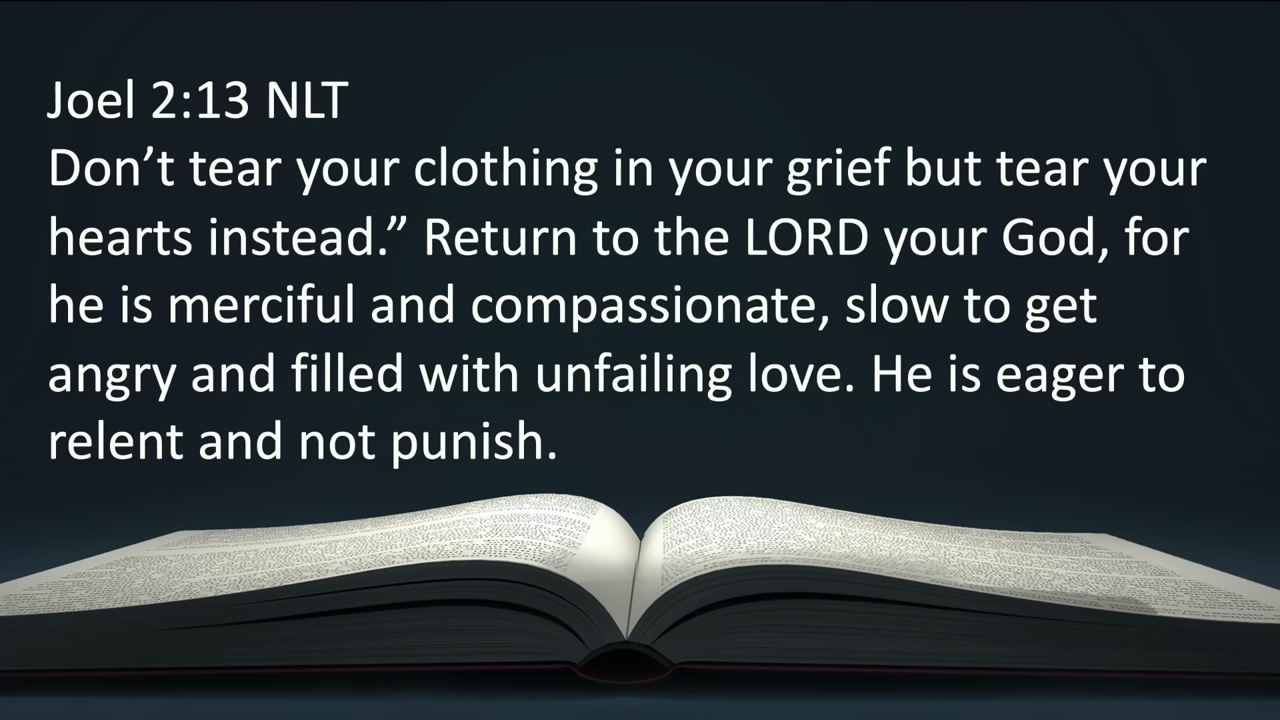 Joel 2:13 NLT
Don’t tear your clothing in your grief but tear your
hearts instead.” Return to the LORD your God, for
he is merciful and compassionate, slow to get
angry and filled with unfailing love. He is eager to
relent and not punish.